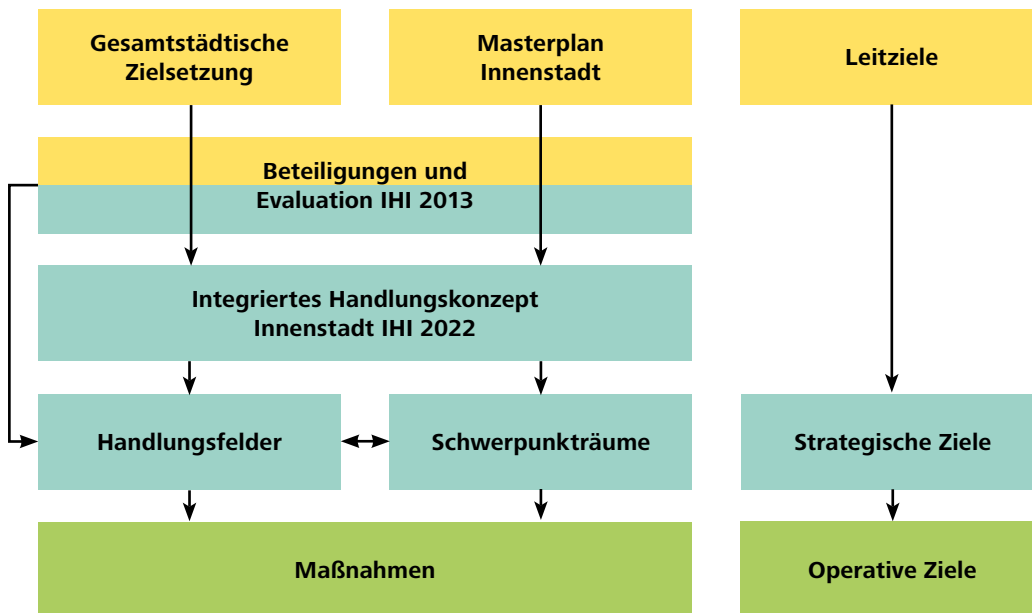 Gesamtstädtische
Zielsetzung
Masterplan
Innenstadt
Leitziele
Beteiligungen und
Evaluation IHI 2013
Integriertes Handlungskonzept
Innenstadt IHI 2022
Handlungsfelder
Schwerpunkträume
Strategische Ziele
Maßnahmen
Operative Ziele